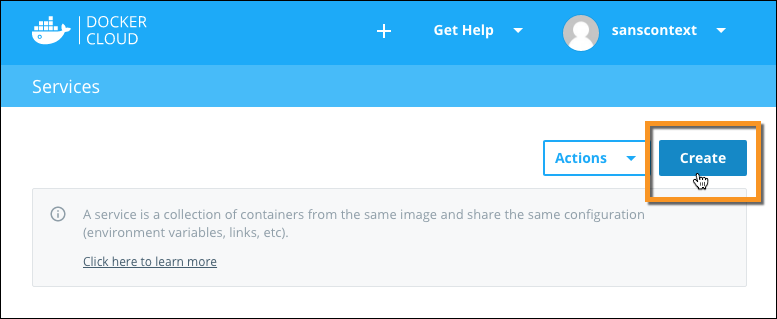 DOCKER
CLOUD
+ Get Help sanscontext
Services
Actions Create
A service is a collection of containers from the same image and share the same configuration
(environment variables, links, etc).
Click here to learn more